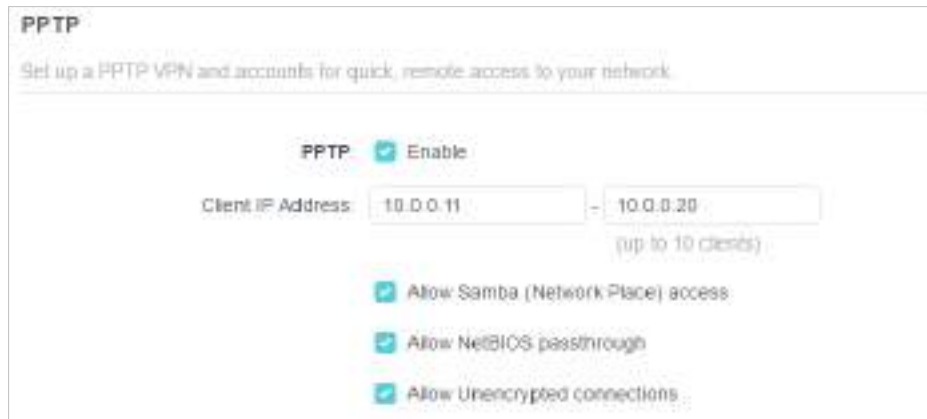 PPTP
Set up a PPTP VPN and accounts for quick, remote access to your network.
PPTP: Enable
Client IP Address: 10.0.0.11 - 10.0.0.20
(up to 10 clients)
Allow Samba (Network Place) access
Allow NetBIOS passthrough
Allow Unencrypted connections